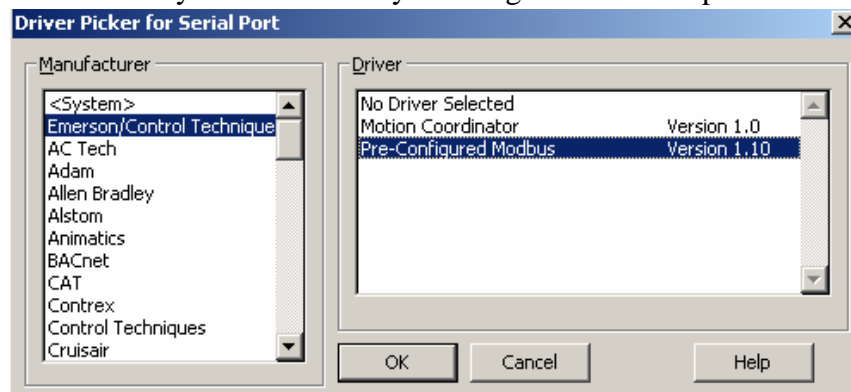 Driver Picker for Serial Port
Manufacturer
<System>
Emerson/Control Technique
AC Tech
Adam
Allen Bradley
Alstom
Animatics
BACnet
CAT
Contrex
Control Techniques
Cruisair
Driver
No Driver Selected
Motion Coordinator Version 1.0
Pre-Configured Modbus Version 1.10
OK Cancel Help